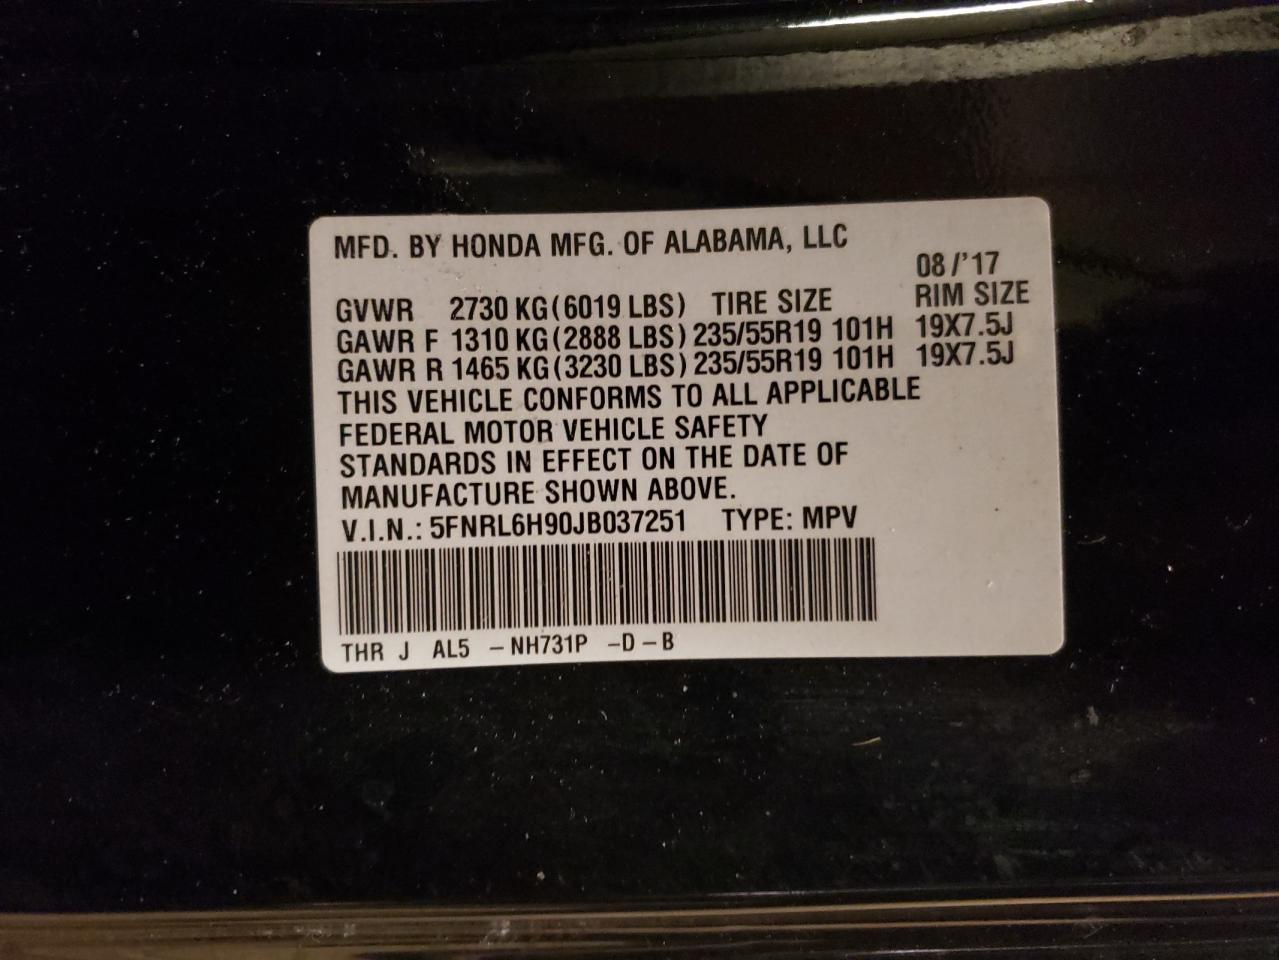 MFD. BY HONDA MFG. OF ALABAMA, LLC
08/'17
GVWR 2730 KG(6019 LBS) TIRE SIZE RIM SIZE
GAWR F 1310 KG(2888 LBS) 235/55R19 101H 19X7.5J
GAWR R 1465 KG(3230 LBS) 235/55R19 101H 19X7.5J
THIS VEHICLE CONFORMS TO ALL APPLICABLE
FEDERAL MOTOR VEHICLE SAFETY
STANDARDS IN EFFECT ON THE DATE OF
MANUFACTURE SHOWN ABOVE.
V.I.N.: 5FNRL6H90JB037251 TYPE: MPV
THR J AL5 -NH731P -D-B